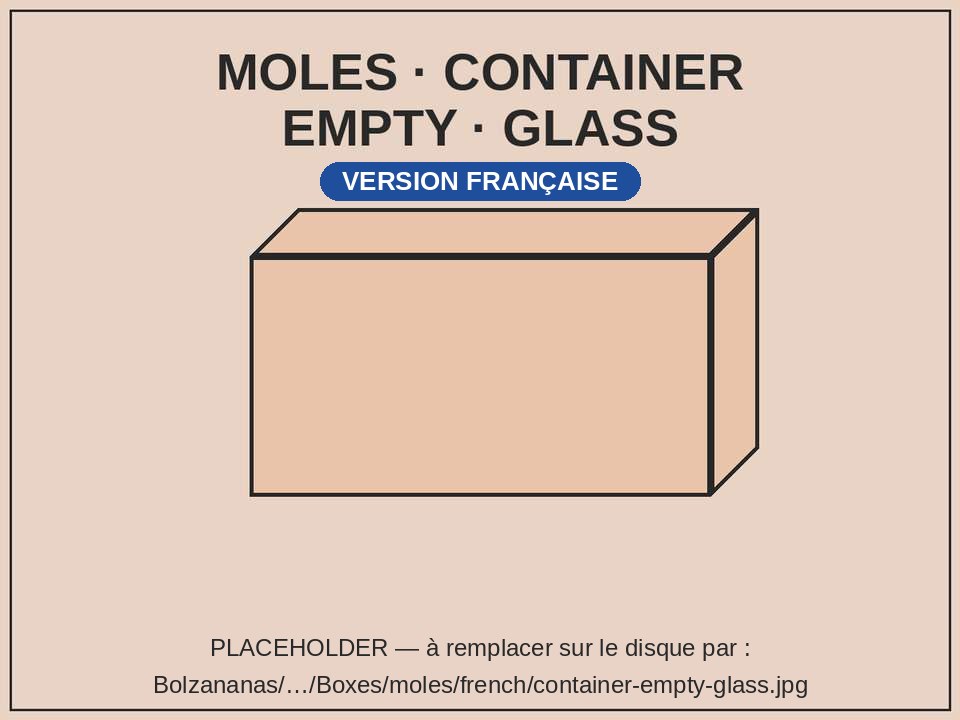 MOLES · CONTAINER
EMPTY · GLASS
VERSION FRANÇAISE
PLACEHOLDER — à remplacer sur le disque par :
Bolzananas/…/Boxes/moles/french/container-empty-glass.jpg